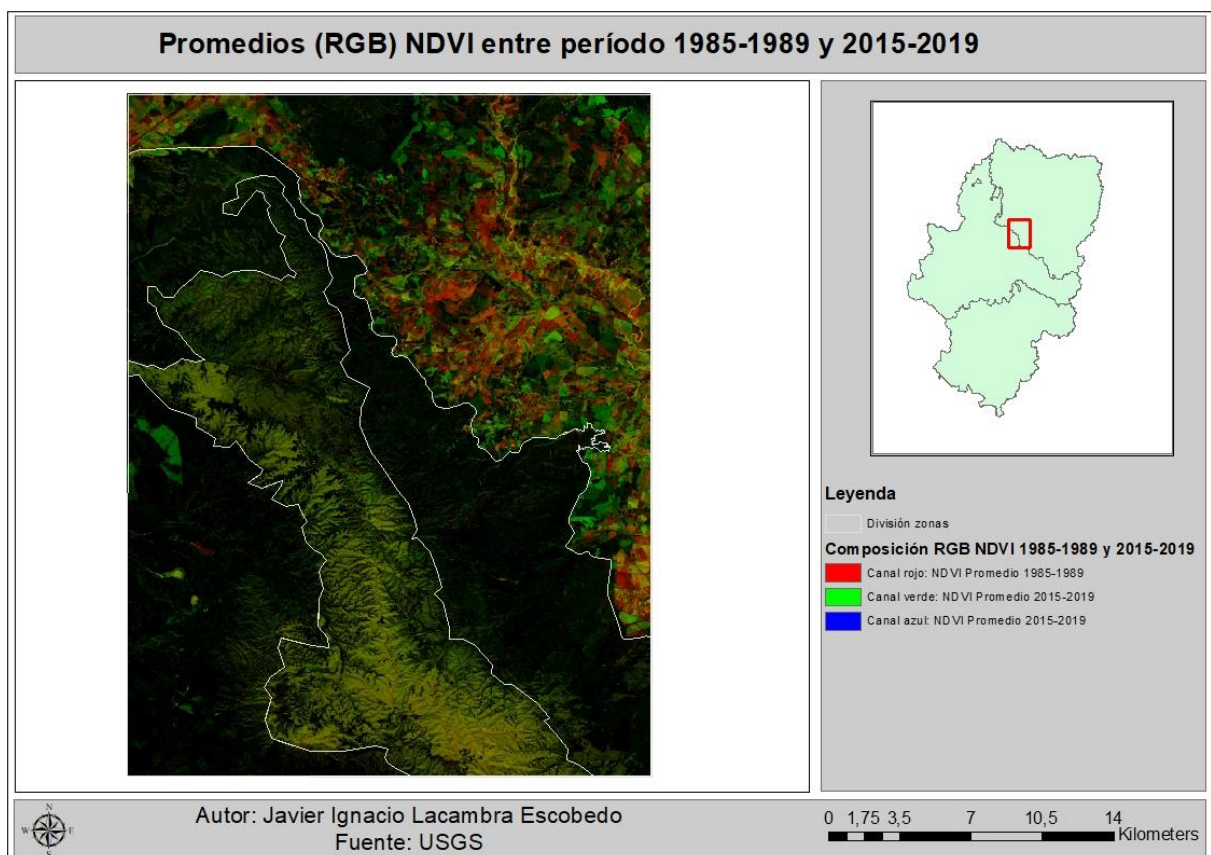 Promedios (RGB) NDVI entre período 1985-1989 y 2015-2019
Leyenda
División zonas
Composición RGB NDVI 1985-1989 y 2015-2019
Canal rojo: NDVI Promedio 1985-1989
Canal verde: NDVI Promedio 2015-2019
Canal azul: NDVI Promedio 2015-2019
N
W E
S
Autor: Javier Ignacio Lacambra Escobedo
Fuente: USGS
0 1,75 3,5 7 10,5 14
Kilometers